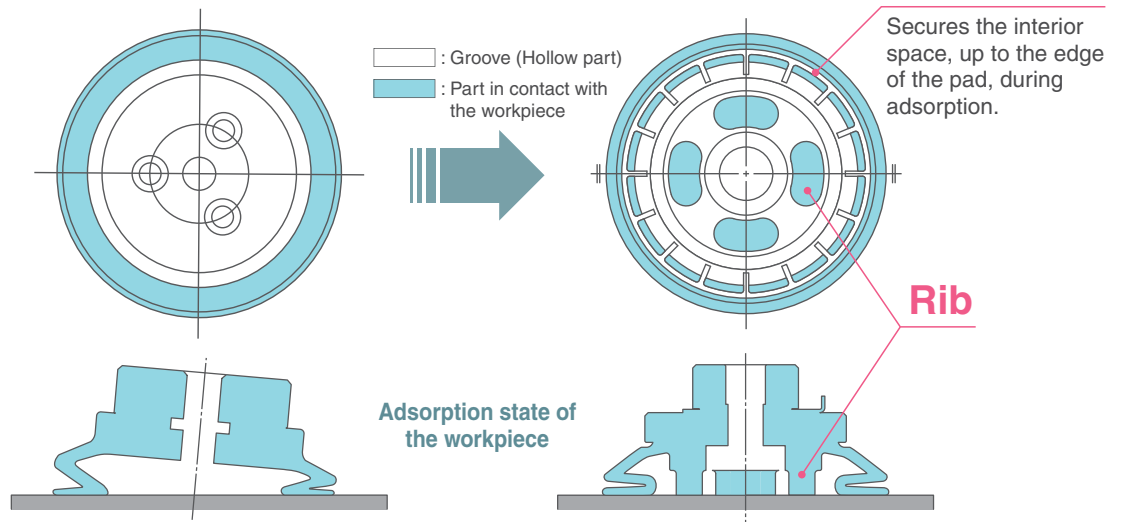 : Groove (Hollow part)
: Part in contact with
the workpiece
Secures the interior
space, up to the edge
of the pad, during
adsorption.
Rib
Adsorption state of
the workpiece